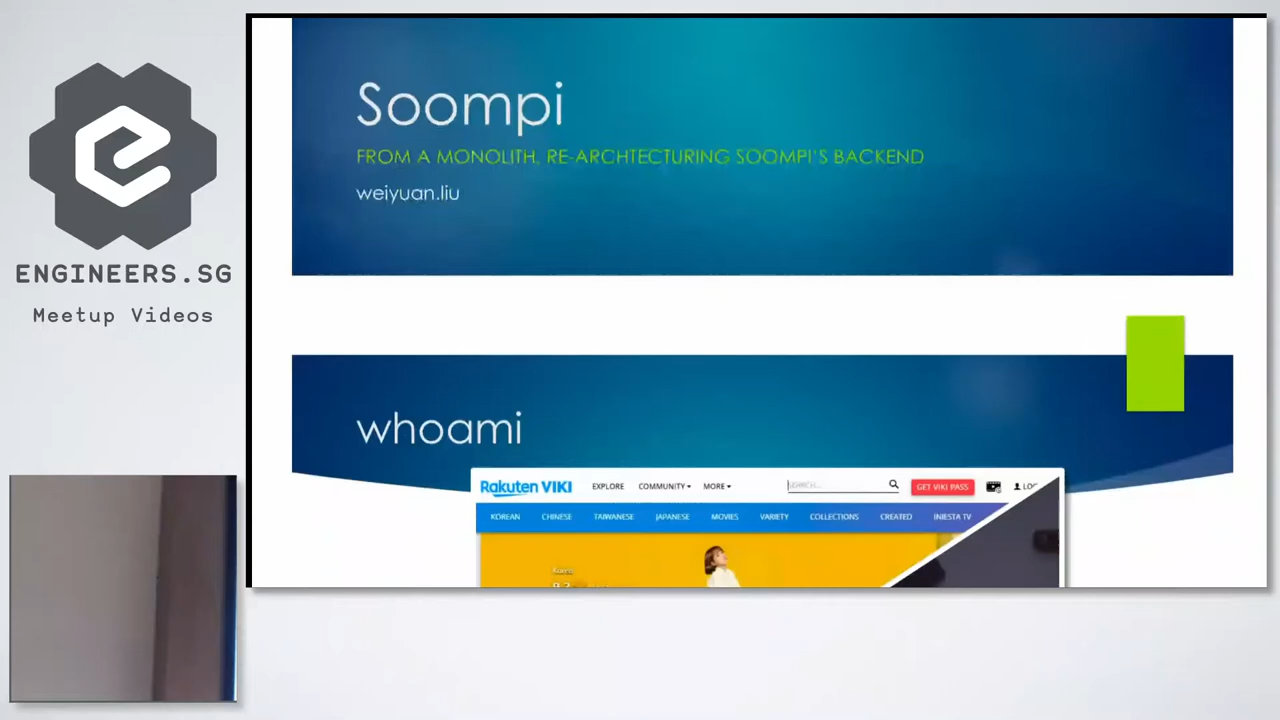 Soompi
FROM A MONOLITH, RE-ARCHTECTURING SOOMPI'S BACKEND
weiyuan.liu
ENGINEERS.SG
Meetup Videos
whoami
Rakuten VIKI EXPLORE COMMUNITY MORE SEARCH... GET VIKI PASS
KOREAN CHINESE TAIWANESE JAPANESE MOVIES VARIETY COLLECTIONS CREATED INIESTA TV